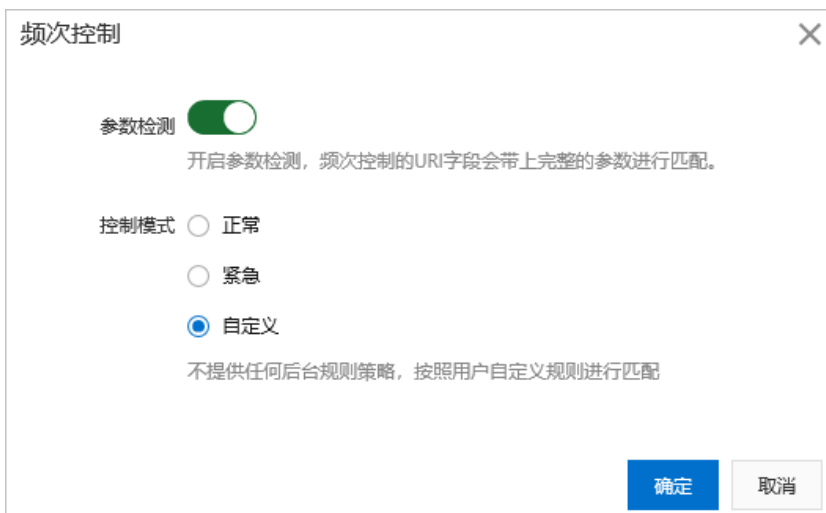 频次控制
参数检测
开启参数检测，频次控制的URI字段会带上完整的参数进行匹配。
控制模式 正常
紧急
自定义
不提供任何后台规则策略，按照用户自定义规则进行匹配
确定 取消